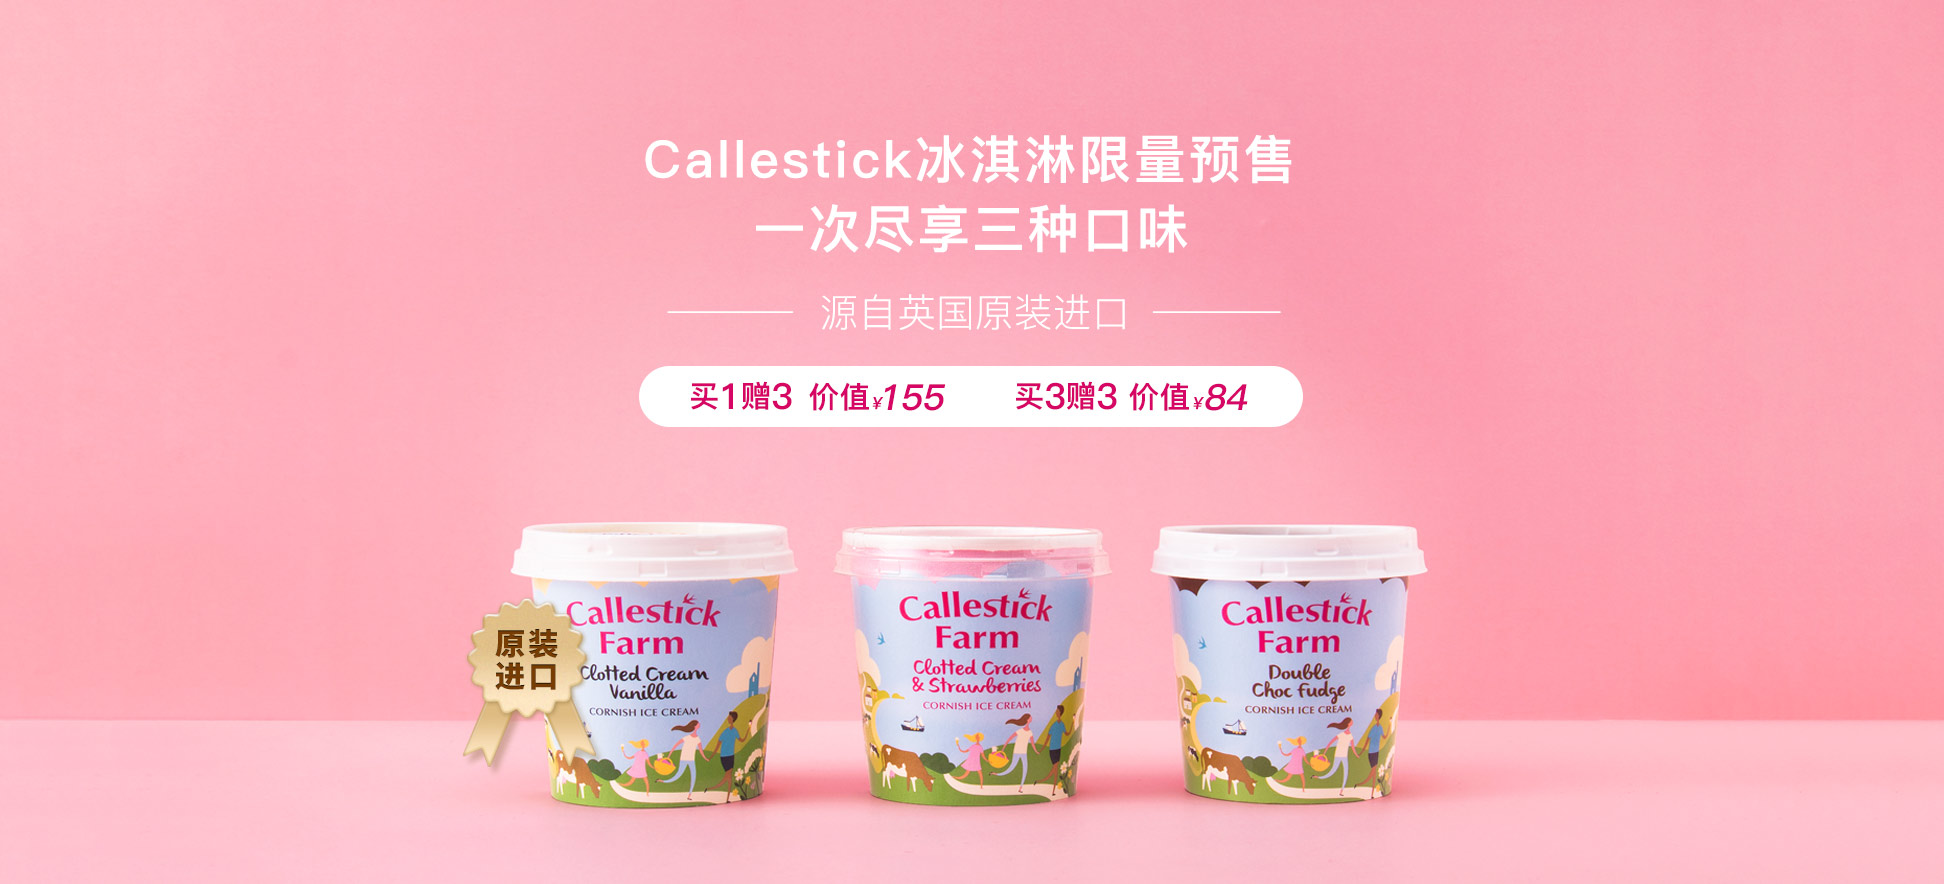 Callestick冰淇淋限量预售
一次尽享三种口味
源自英国原装进口
买1赠3 价值¥155 买3赠3 价值¥84
原装
进口
Callestick
Farm
Clotted Cream
Vanilla
CORNISH ICE CREAM
Callestick
Farm
Clotted Cream
& Strawberries
CORNISH ICE CREAM
Callestick
Farm
Double
Choc Fudge
CORNISH ICE CREAM